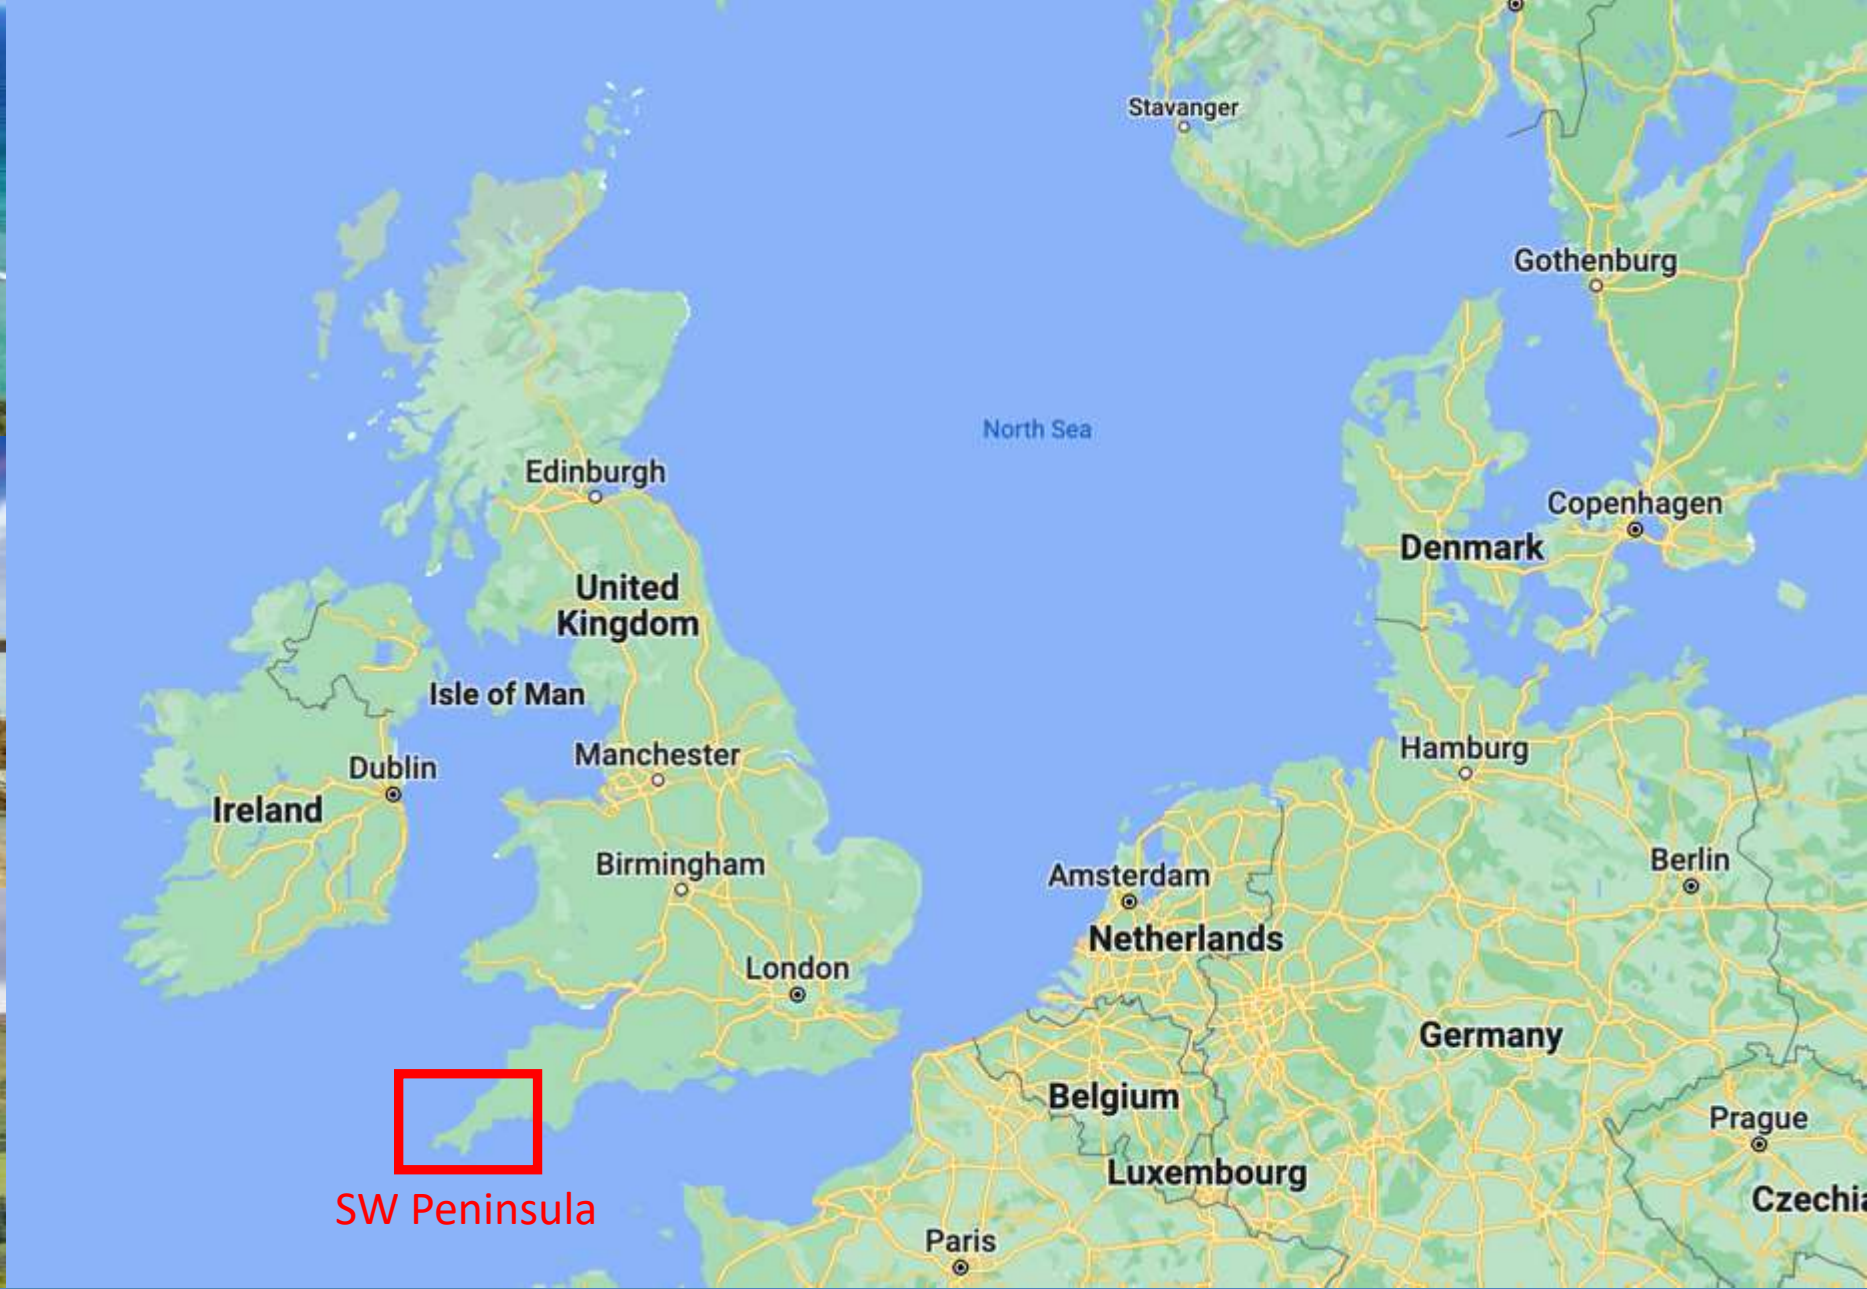 Stavanger
Gothenburg
North Sea
Edinburgh
Copenhagen
Denmark
United
Kingdom
Isle of Man
Manchester
Hamburg
Dublin
Ireland
Birmingham
Berlin
Amsterdam
Netherlands
London
Germany
Belgium
Prague
Luxembourg
Czechia
SW Peninsula
Paris